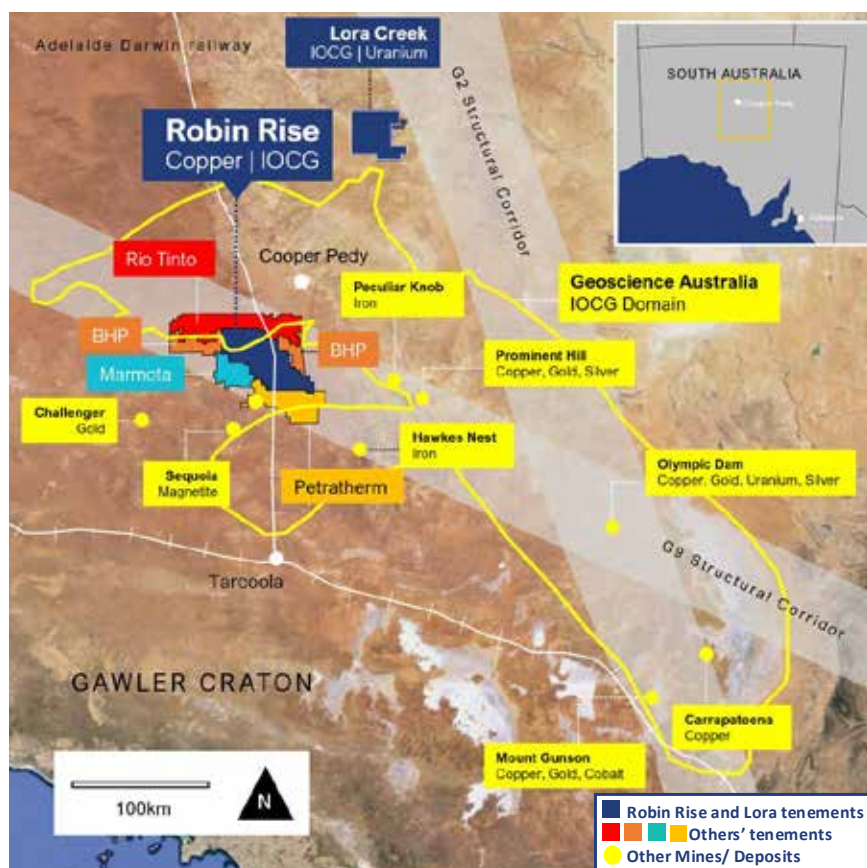 Adelaide Darwin railway
Lora Creek
IOCG | Uranium
G2 Structural Corridor
SOUTH AUSTRALIA
Robin Rise
Copper | IOCG
Rio Tinto
Cooper Pedy
Peculiar Knob
Iron
Geoscience Australia
IOCG Domain
BHP
BHP
Marmota
Prominent Hill
Copper, Gold, Silver
Challenger
Gold
Hawkes Nest
Iron
Sequoia
Magnetite
Petratherm
Olympic Dam
Copper, Gold, Uranium, Silver
G9 Structural Corridor
Tarcoola
GAWLER CRATON
Carrapateena
Copper
Mount Gunson
Copper, Gold, Cobalt
100km
N
Robin Rise and Lora tenements
Others' tenements
Other Mines/ Deposits